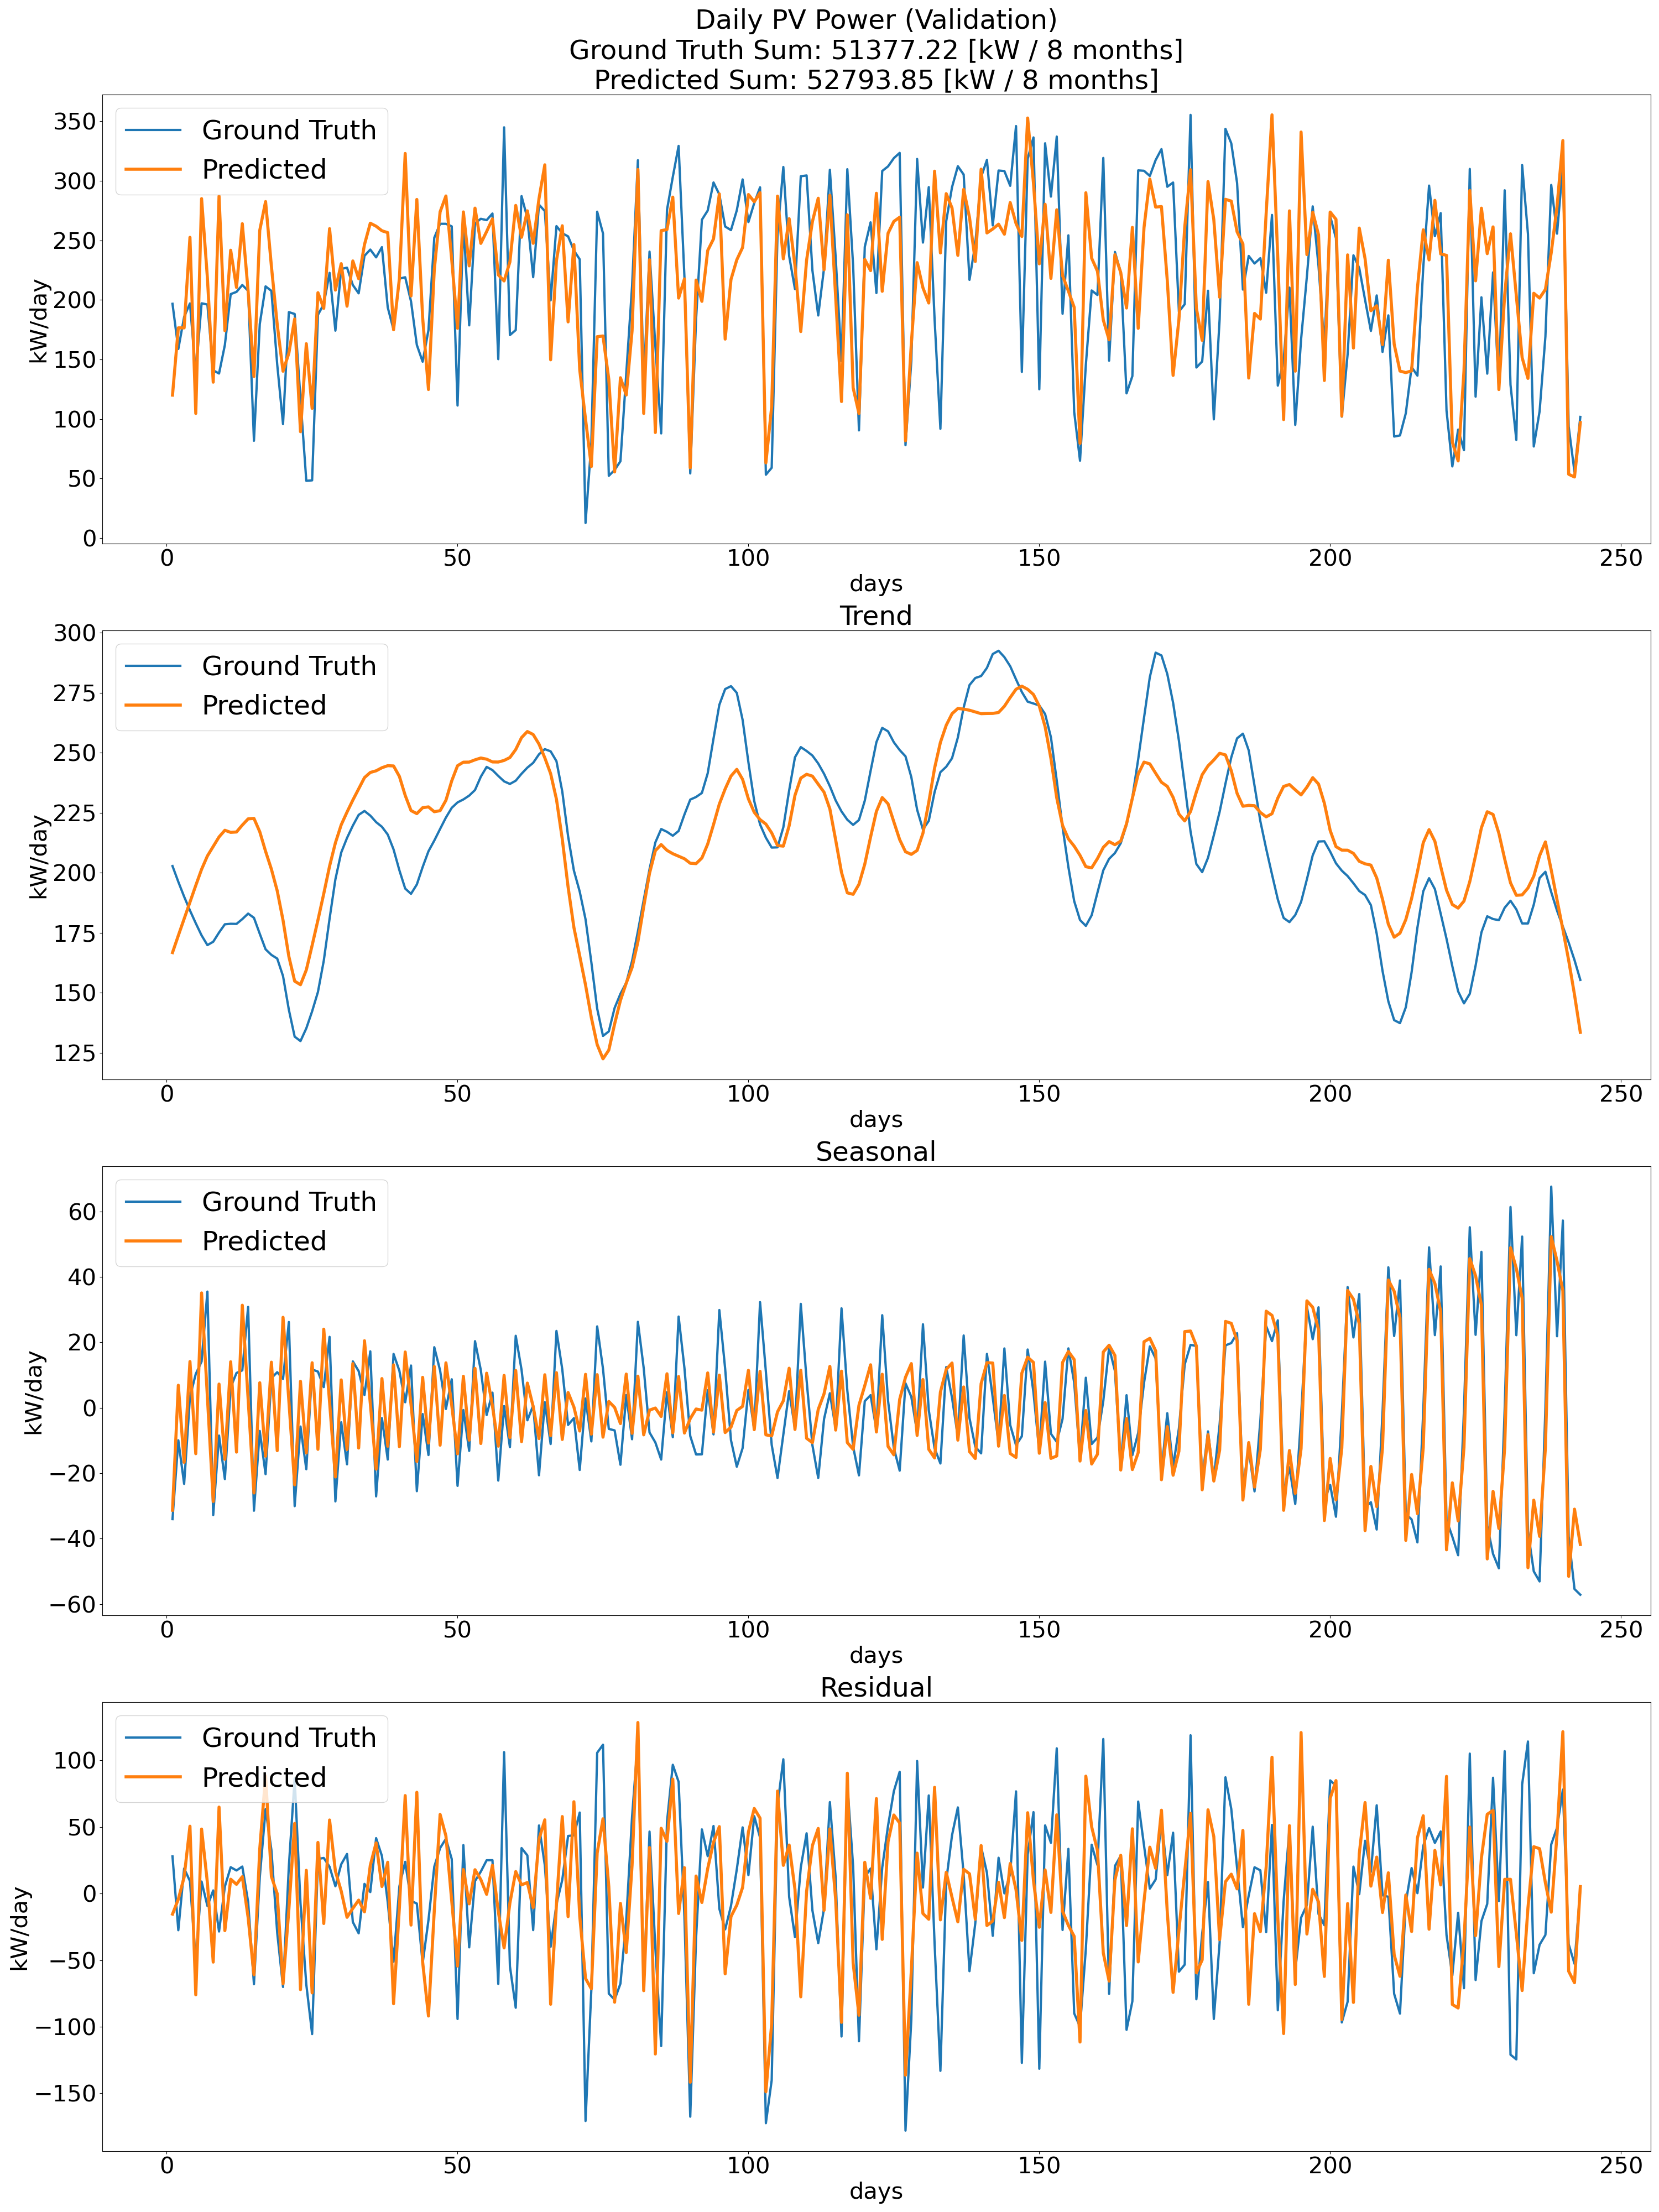 Daily PV Power (Validation)
Ground Truth Sum: 51377.22 [kW / 8 months]
Predicted Sum: 52793.85 [kW / 8 months]
Ground Truth
Predicted
350
300
250
200
150
100
50
0
kW/day
0 50 100 150 200 250
days
Trend
Ground Truth
Predicted
300
275
250
225
200
175
150
125
kW/day
0 50 100 150 200 250
days
Seasonal
Ground Truth
Predicted
60
40
20
0
−20
−40
−60
kW/day
0 50 100 150 200 250
days
Residual
Ground Truth
Predicted
100
50
0
−50
−100
−150
kW/day
0 50 100 150 200 250
days